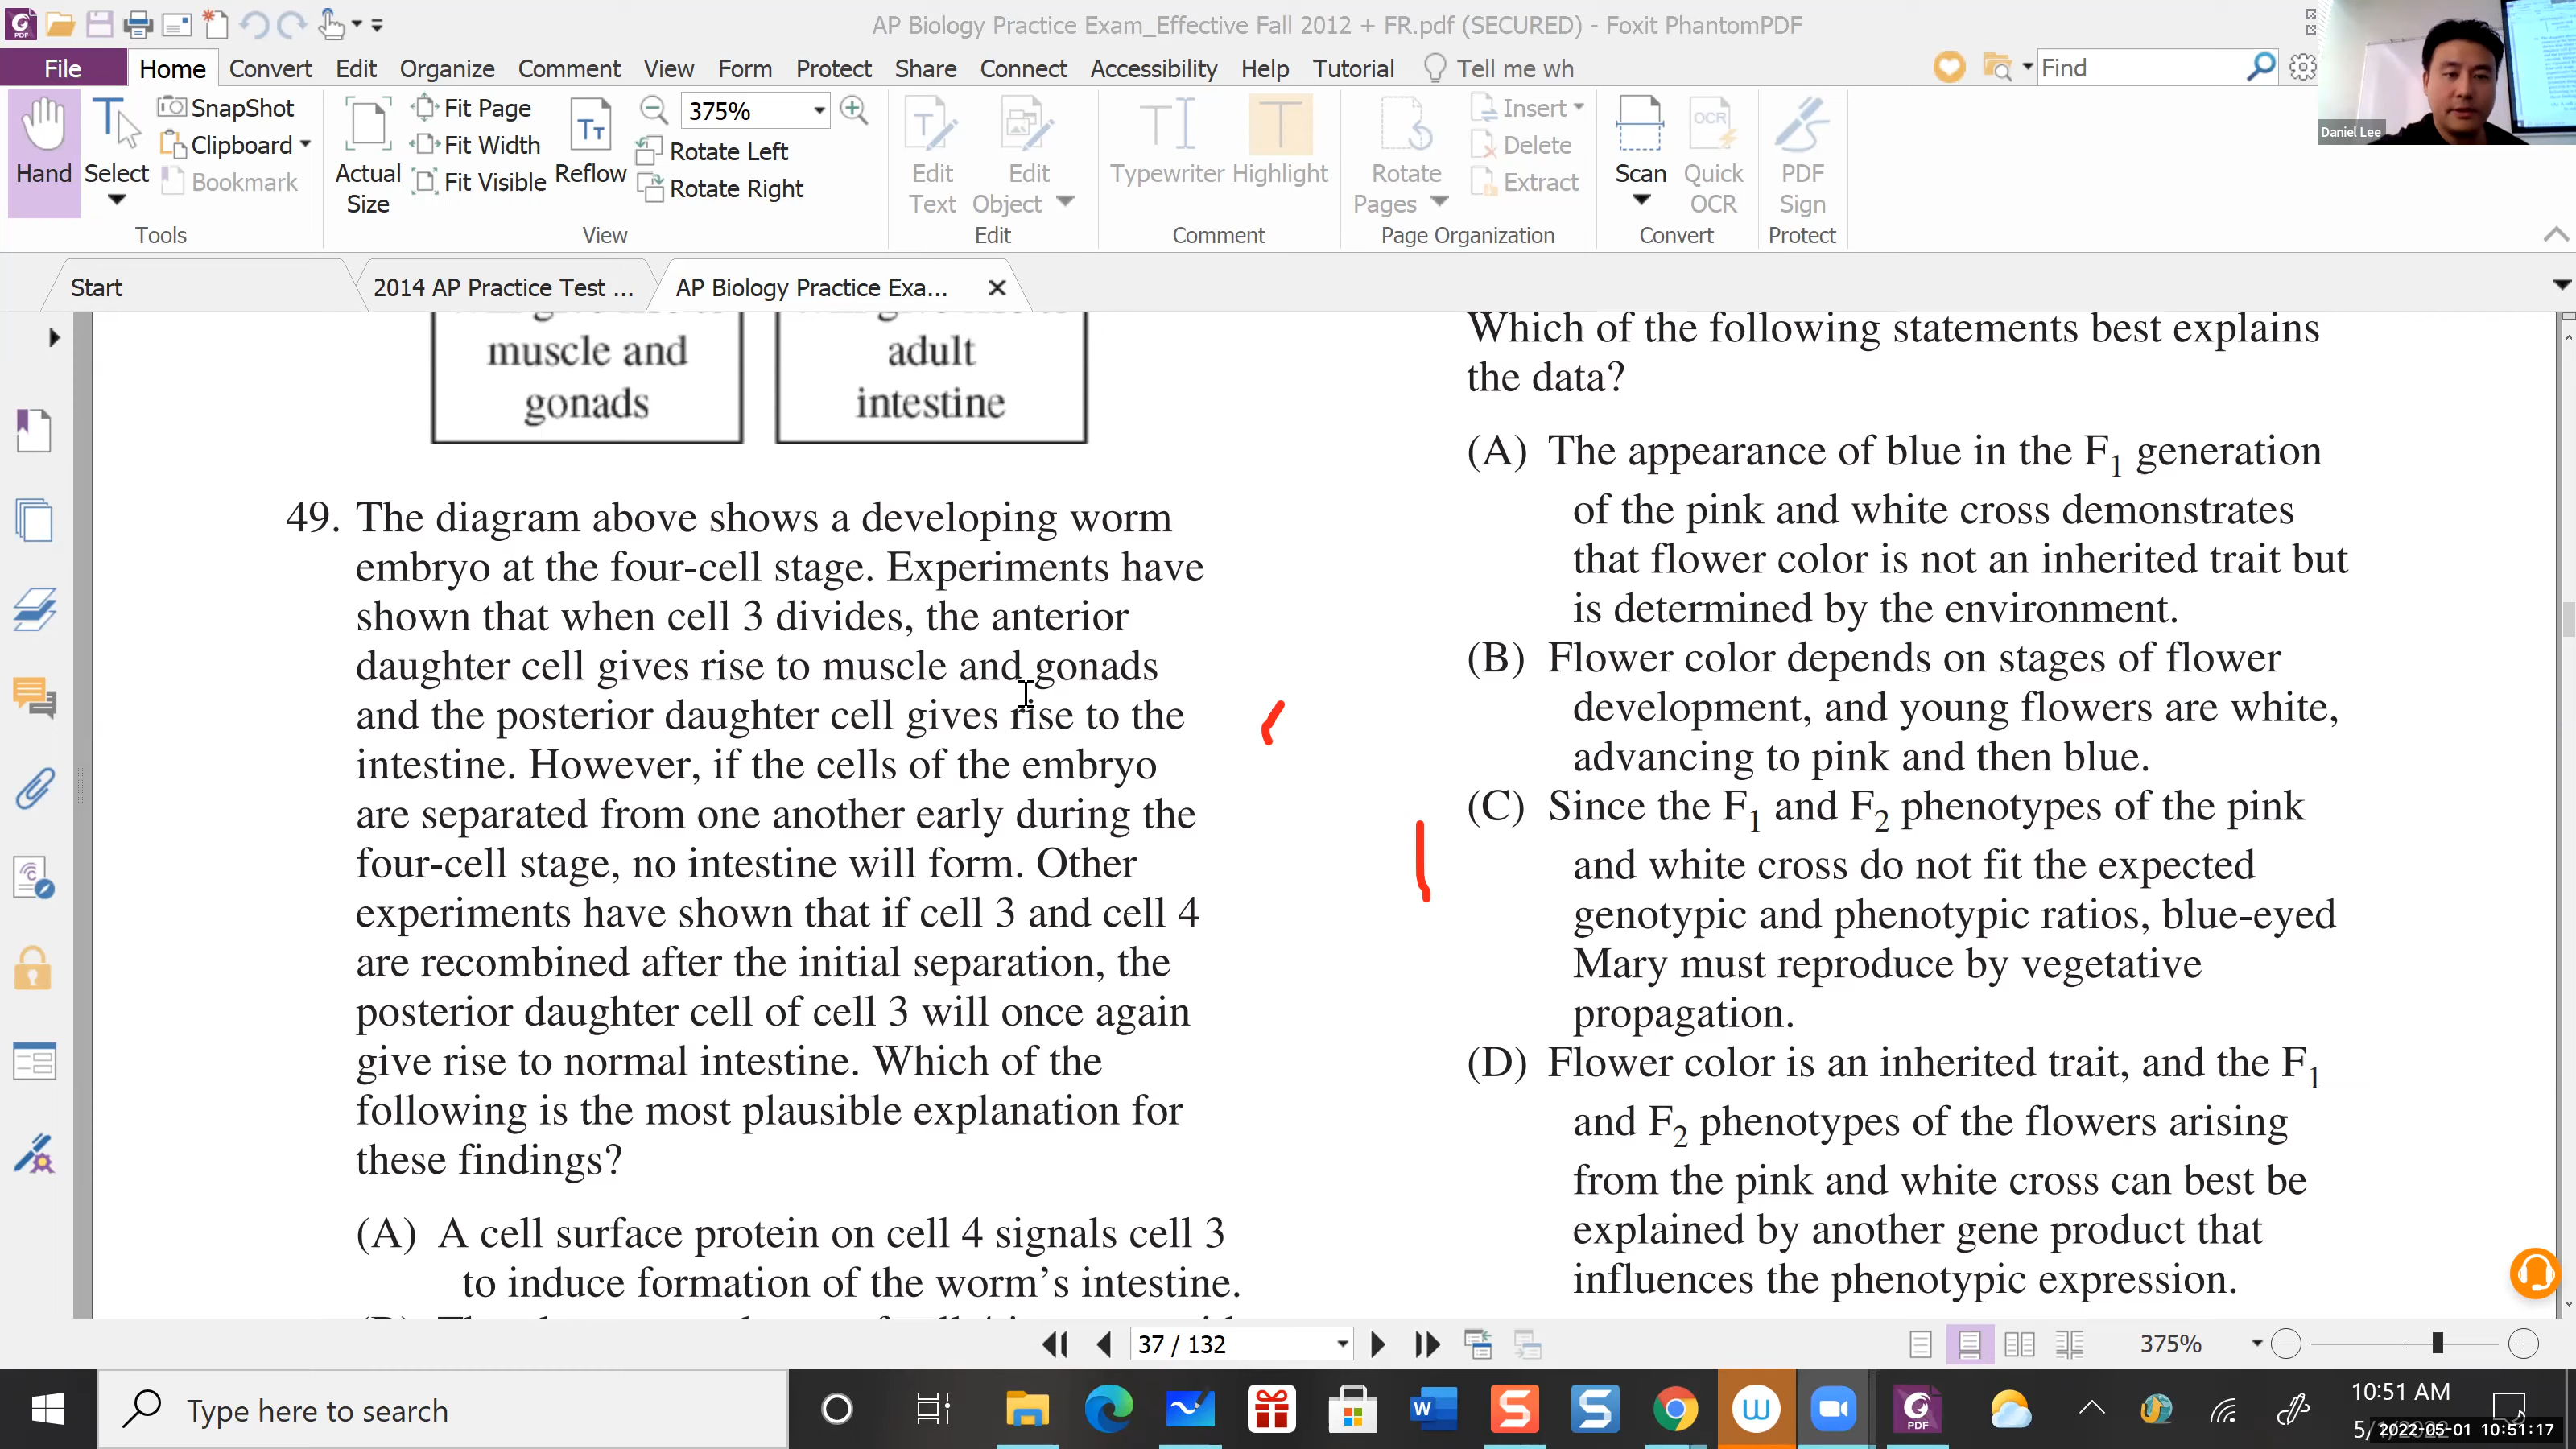 AP Biology Practice Exam_Effective Fall 2012 + FR.pdf (SECURED) - Foxit PhantomPDF
File Home Convert Edit Organize Comment View Form Protect Share Connect Accessibility Help Tutorial Tell me wh
Find
Daniel Lee
Hand
Select
SnapShot
Clipboard
Bookmark
Tools
Actual Size
Fit Page
Fit Width
Fit Visible
Reflow
375%
Rotate Left
Rotate Right
View
Edit Text
Edit Object
Edit
Typewriter
Highlight
Comment
Rotate Pages
Insert
Delete
Extract
Page Organization
Scan
OCR
Quick OCR
Convert
PDF Sign
Protect
Start
2014 AP Practice Test ...
AP Biology Practice Exa...
muscle and
gonads
adult
intestine
49. The diagram above shows a developing worm
embryo at the four-cell stage. Experiments have
shown that when cell 3 divides, the anterior
daughter cell gives rise to muscle and gonads
and the posterior daughter cell gives rise to the
intestine. However, if the cells of the embryo
are separated from one another early during the
four-cell stage, no intestine will form. Other
experiments have shown that if cell 3 and cell 4
are recombined after the initial separation, the
posterior daughter cell of cell 3 will once again
give rise to normal intestine. Which of the
following is the most plausible explanation for
these findings?
(A) A cell surface protein on cell 4 signals cell 3
to induce formation of the worm's intestine.
Which of the following statements best explains
the data?
(A) The appearance of blue in the F1 generation
of the pink and white cross demonstrates
that flower color is not an inherited trait but
is determined by the environment.
(B) Flower color depends on stages of flower
development, and young flowers are white,
advancing to pink and then blue.
(C) Since the F1 and F2 phenotypes of the pink
and white cross do not fit the expected
genotypic and phenotypic ratios, blue-eyed
Mary must reproduce by vegetative
propagation.
(D) Flower color is an inherited trait, and the F1
and F2 phenotypes of the flowers arising
from the pink and white cross can best be
explained by another gene product that
influences the phenotypic expression.
37 / 132
375%
Type here to search
10:51 AM
2022-05-01 10:51:17